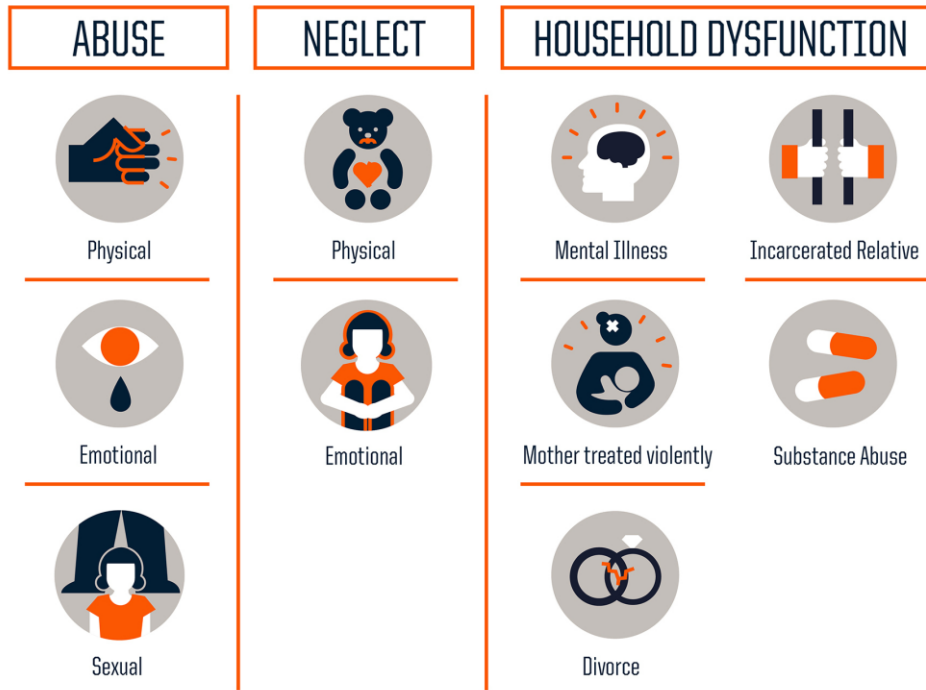 ABUSE
Physical
Emotional
Sexual
NEGLECT
Physical
Emotional
HOUSEHOLD DYSFUNCTION
Mental Illness
Incarcerated Relative
Mother treated violently
Substance Abuse
Divorce